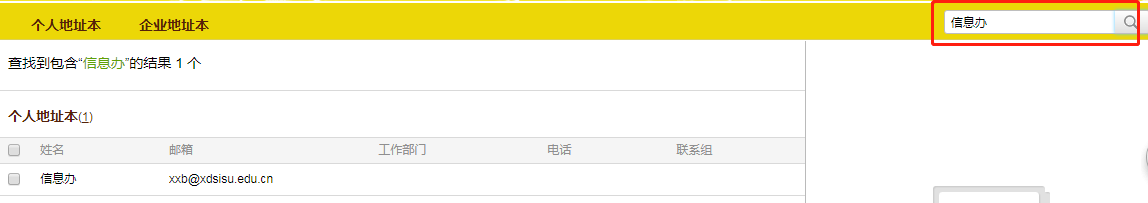 个人地址本 企业地址本 信息办
查找到包含“信息办”的结果 1 个
个人地址本(1)
姓名 邮箱 工作部门 电话 联系组
信息办 xxb@xdsisu.edu.cn